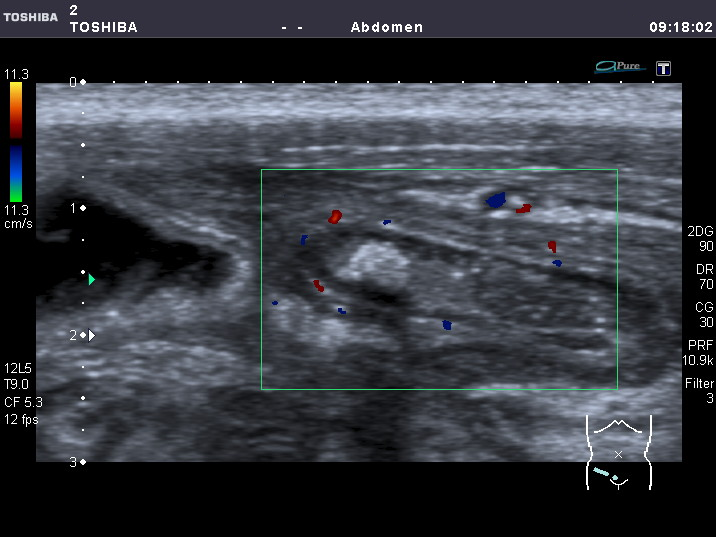 TOSHIBA
2
TOSHIBA - - Abdomen 09:18:02
aPure T
11.3
11.3
cm/s
0
1
2
3
12L5
T9.0
CF 5.3
12 fps
2DG
90
DR
70
CG
30
PRF
10.9k
Filter
3